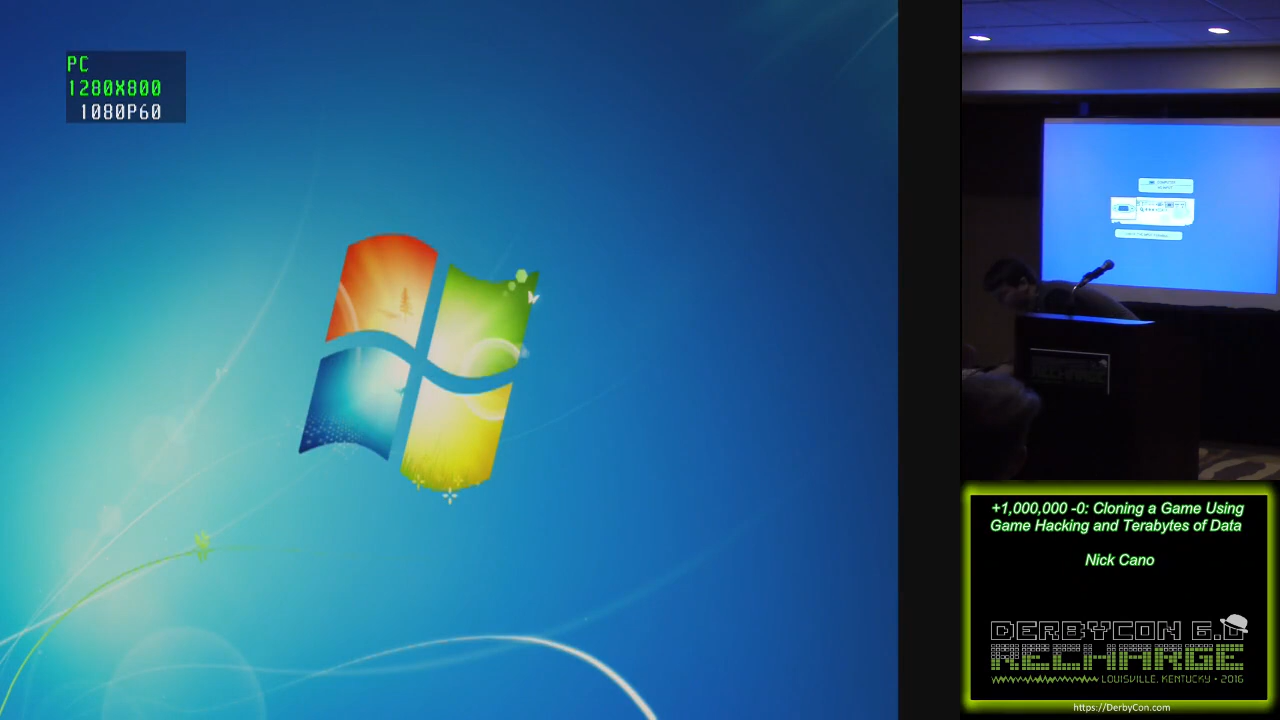 PC
1280X800
1080P60
+1,000,000 -0: Cloning a Game Using
Game Hacking and Terabytes of Data
Nick Cano
DERBYCON 6.0
RECHARGE
LOUISVILLE, KENTUCKY • 2016
https://DerbyCon.com